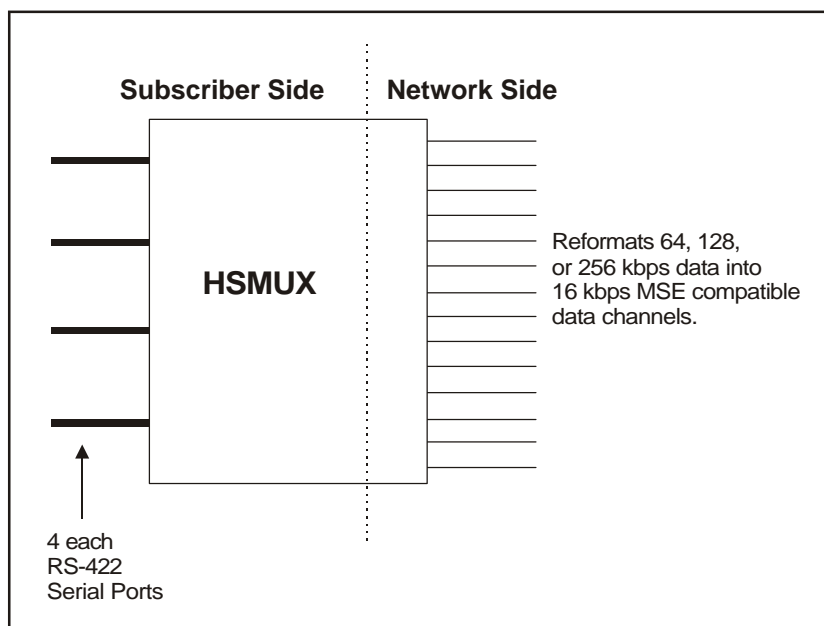 Subscriber Side
Network Side
HSMUX
Reformats 64, 128,
or 256 kbps data into
16 kbps MSE compatible
data channels.
4 each
RS-422
Serial Ports